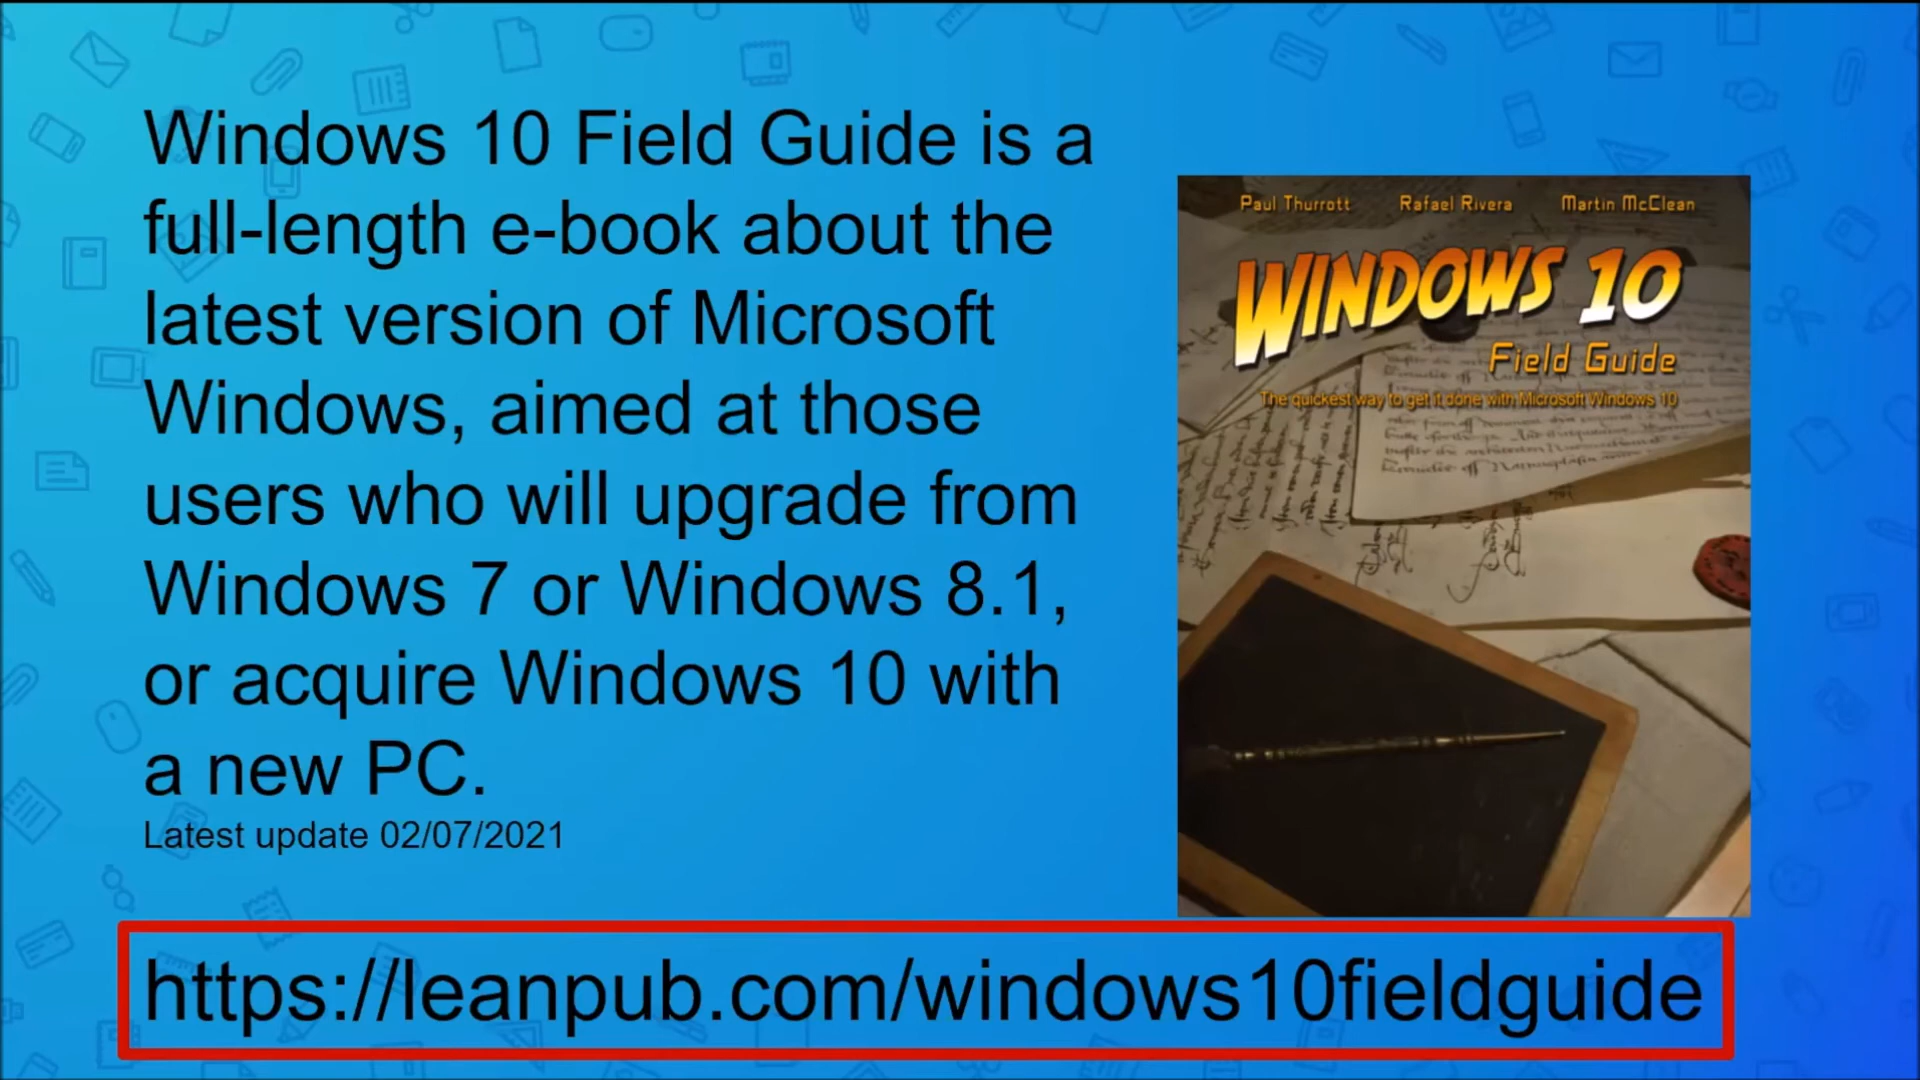 Windows 10 Field Guide is a
full-length e-book about the
latest version of Microsoft
Windows, aimed at those
users who will upgrade from
Windows 7 or Windows 8.1,
or acquire Windows 10 with
a new PC.
Latest update 02/07/2021
Paul Thurrott Rafael Rivera Martin McClean
WINDOWS 10
Field Guide
The quickest way to get it done with Microsoft Windows 10
https://leanpub.com/windows10fieldguide